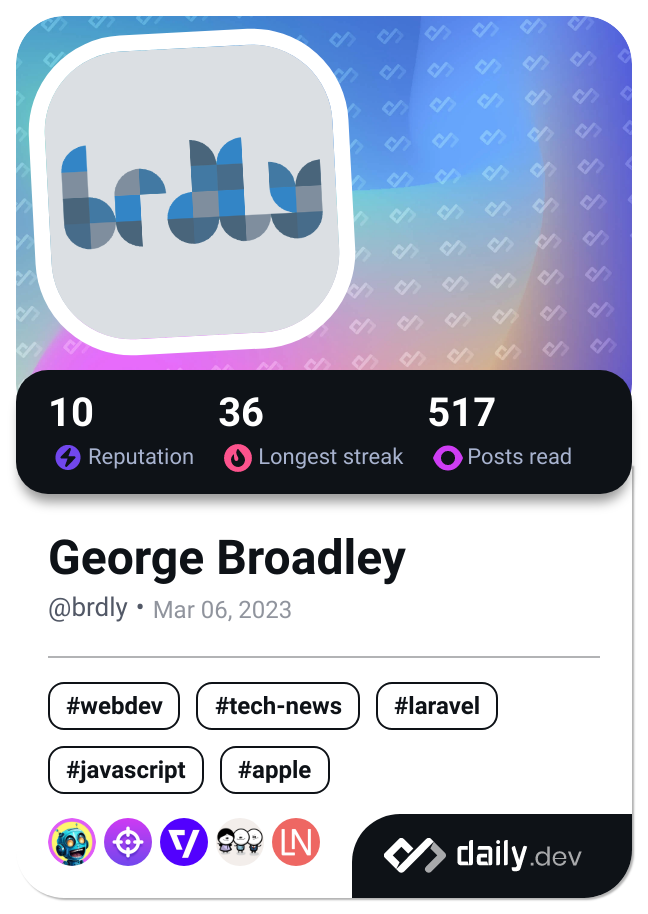 brdly
10 36 517
Reputation Longest streak Posts read
George Broadley
@brdly • Mar 06, 2023
#webdev #tech-news #laravel
#javascript #apple
LN
daily.dev